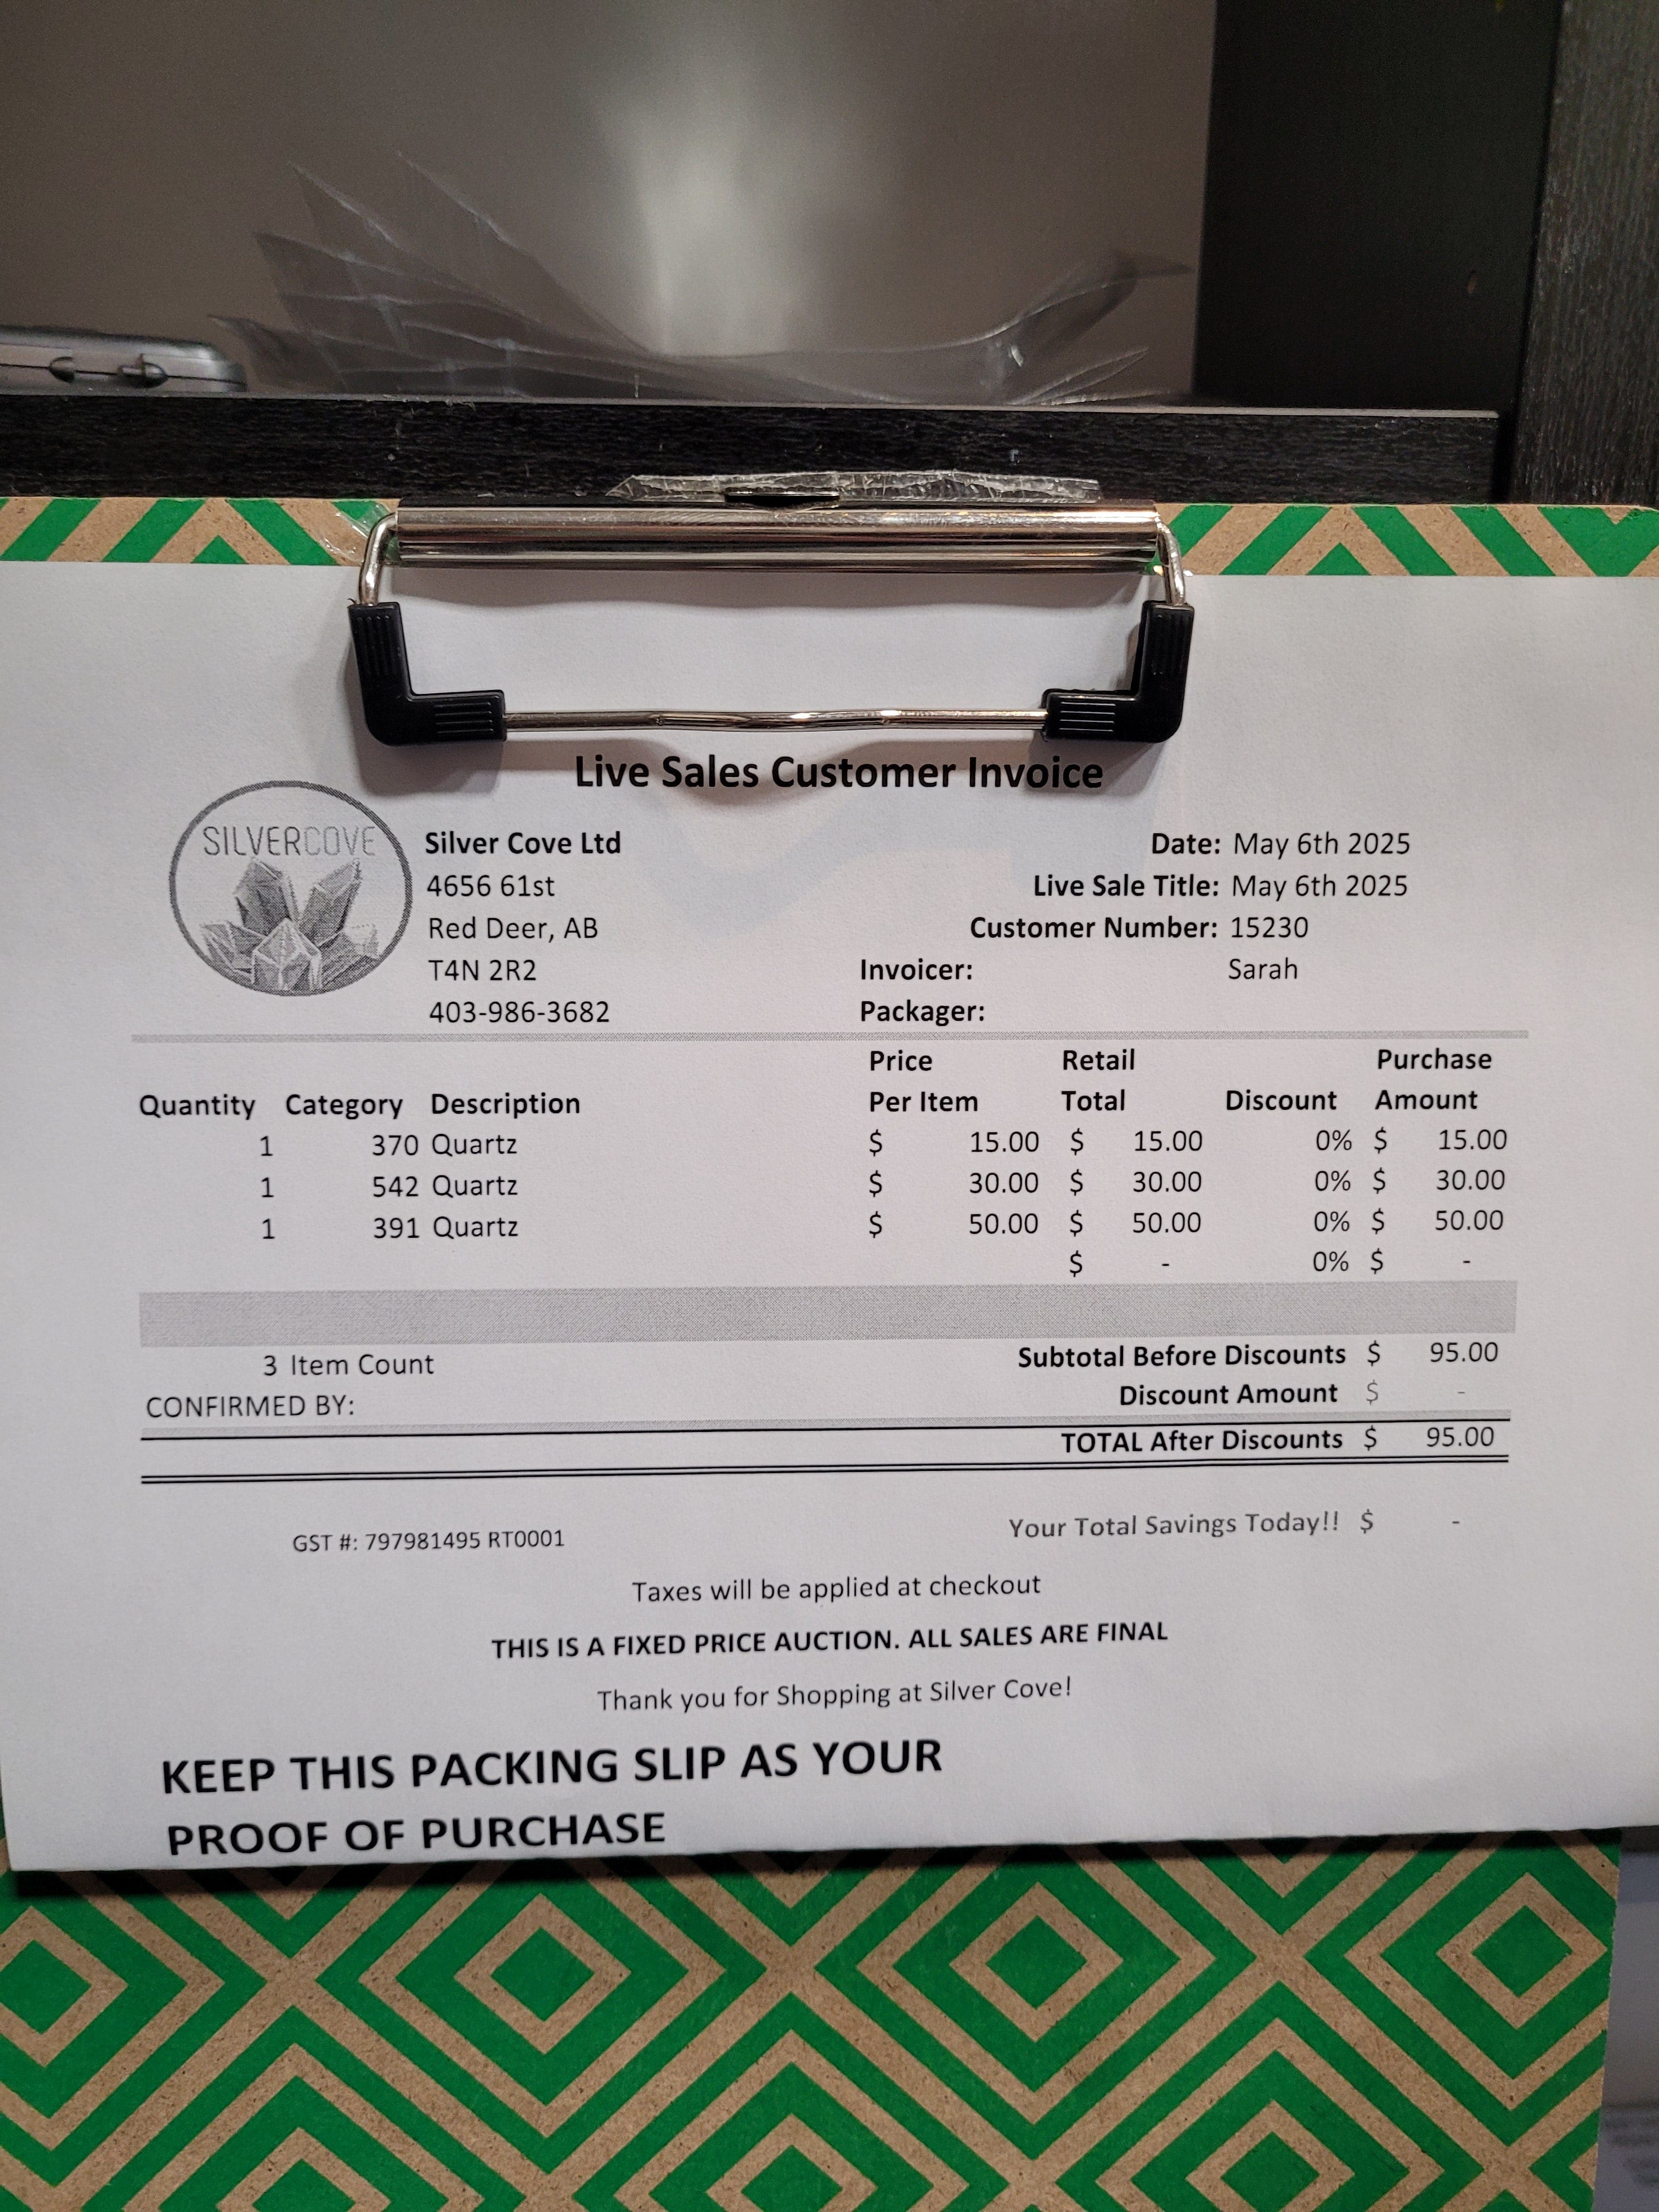 Live Sales Customer Invoice
SILVERCOVE
Silver Cove Ltd
4656 61st
Red Deer, AB
T4N 2R2
403-986-3682
Date: May 6th 2025
Live Sale Title: May 6th 2025
Customer Number: 15230
Invoicer: Sarah
Packager:
Quantity Category Description Price Per Item Retail Total Discount Purchase Amount
1 370 Quartz $ 15.00 $ 15.00 0% $ 15.00
1 542 Quartz $ 30.00 $ 30.00 0% $ 30.00
1 391 Quartz $ 50.00 $ 50.00 0% $ 50.00
$ - 0% $ -
3 Item Count Subtotal Before Discounts $ 95.00
CONFIRMED BY: Discount Amount $ -
TOTAL After Discounts $ 95.00
GST #: 797981495 RT0001 Your Total Savings Today!! $ -
Taxes will be applied at checkout
THIS IS A FIXED PRICE AUCTION. ALL SALES ARE FINAL
Thank you for Shopping at Silver Cove!
KEEP THIS PACKING SLIP AS YOUR
PROOF OF PURCHASE